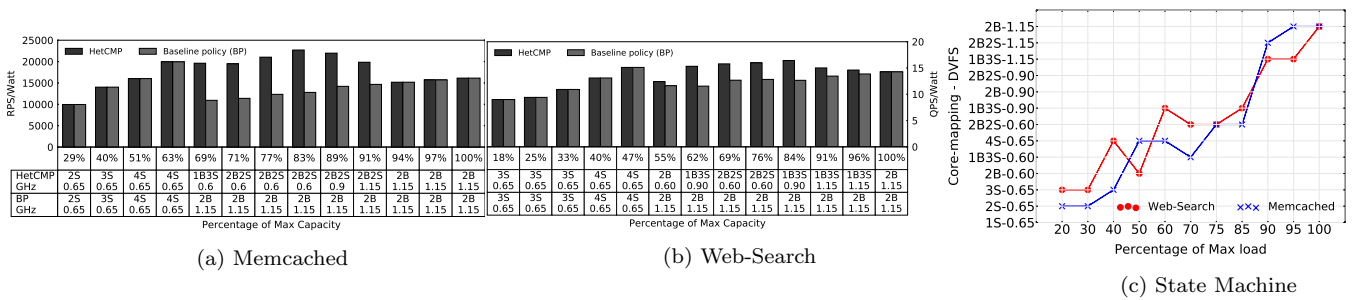 HetCMP Baseline policy (BP)
RPS/Watt
25000
20000
15000
10000
5000
0
29% 40% 51% 63% 69% 71% 77% 83% 89% 91% 94% 97% 100%
HetCMP 2S 3S 4S 4S 1B3S 2B2S 2B2S 2B2S 2B2S 1B3S 2B 2B 2B
GHz 0.65 0.65 0.65 0.65 0.6 0.6 0.6 0.6 0.9 1.15 1.15 1.15 1.15
BP 2S 3S 4S 4S 2B 2B 2B 2B 2B 2B 2B 2B 2B
GHz 0.65 0.65 0.65 0.65 1.15 1.15 1.15 1.15 1.15 1.15 1.15 1.15 1.15
Percentage of Max Capacity
(a) Memcached
HetCMP Baseline policy (BP)
20
15
10
5
0
QPS/Watt
18% 25% 33% 40% 47% 55% 62% 69% 76% 84% 91% 96% 100%
3S 3S 3S 4S 4S 2B 1B3S 2B2S 2B2S 1B3S 1B3S 1B3S 2B
0.65 0.65 0.65 0.65 0.65 0.60 0.90 0.60 0.60 0.90 1.15 1.15 1.15
3S 3S 3S 4S 4S 2B 2B 2B 2B 2B 2B 2B 2B
0.65 0.65 0.65 0.65 0.65 1.15 1.15 1.15 1.15 1.15 1.15 1.15 1.15
Percentage of Max Capacity
(b) Web-Search
Core-mapping - DVFS
2B-1.15
2B2S-1.15
1B3S-1.15
2B2S-0.90
2B-0.90
1B3S-0.90
2B2S-0.60
4S-0.65
1B3S-0.60
2B-0.60
3S-0.65
2S-0.65
1S-0.65
Web-Search Memcached
20 30 40 50 60 70 75 85 90 95 100
Percentage of Max load
(c) State Machine